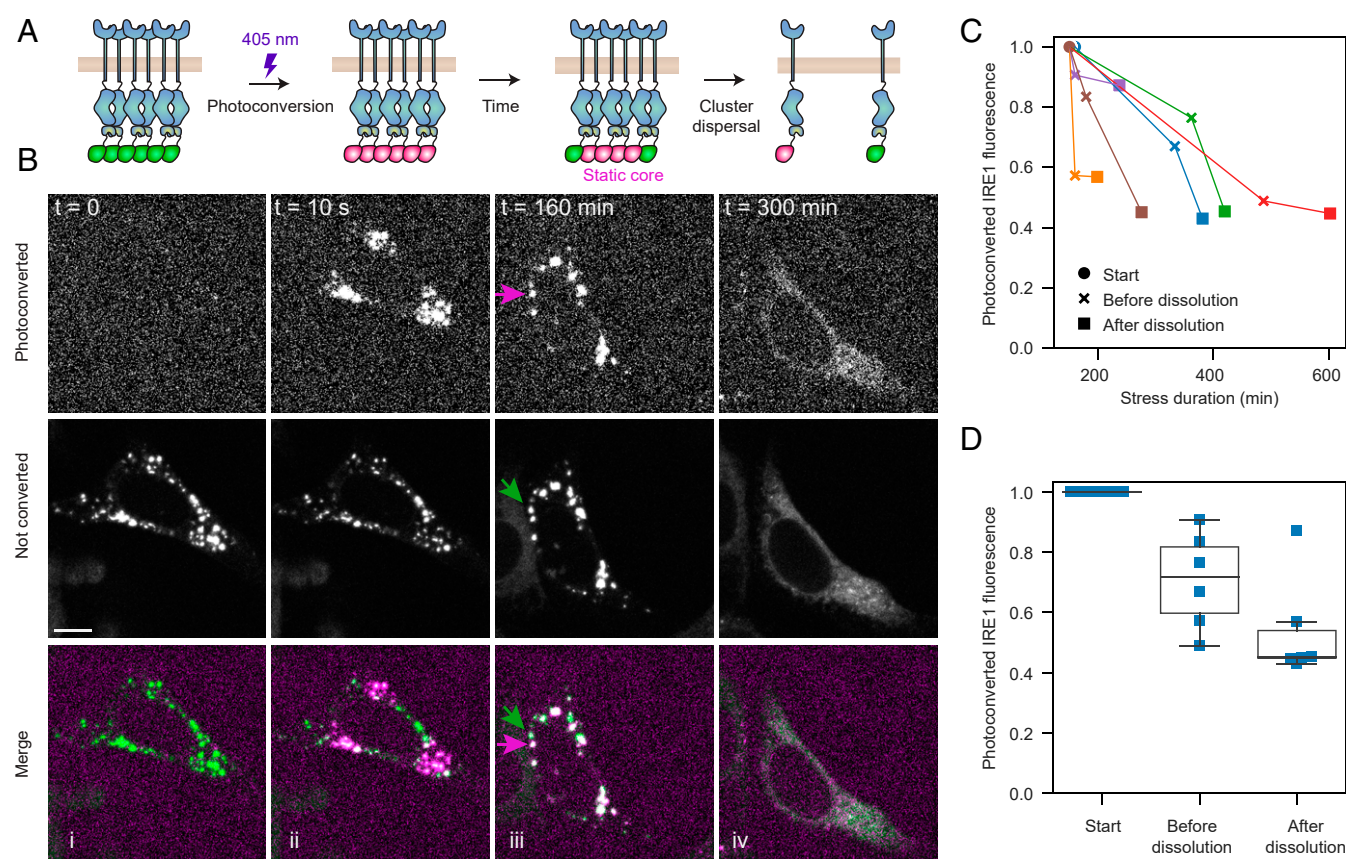 A
405 nm
Photoconversion
Time
Cluster
dispersal
Static core
B
t = 0
t = 10 s
t = 160 min
t = 300 min
Photoconverted
Not converted
Merge
i
ii
iii
iv
C
Photoconverted IRE1 fluorescence
1.0
0.8
0.6
0.4
0.2
0.0
Start
Before dissolution
After dissolution
200
400
600
Stress duration (min)
D
Photoconverted IRE1 fluorescence
1.0
0.8
0.6
0.4
0.2
0.0
Start
Before
dissolution
After
dissolution